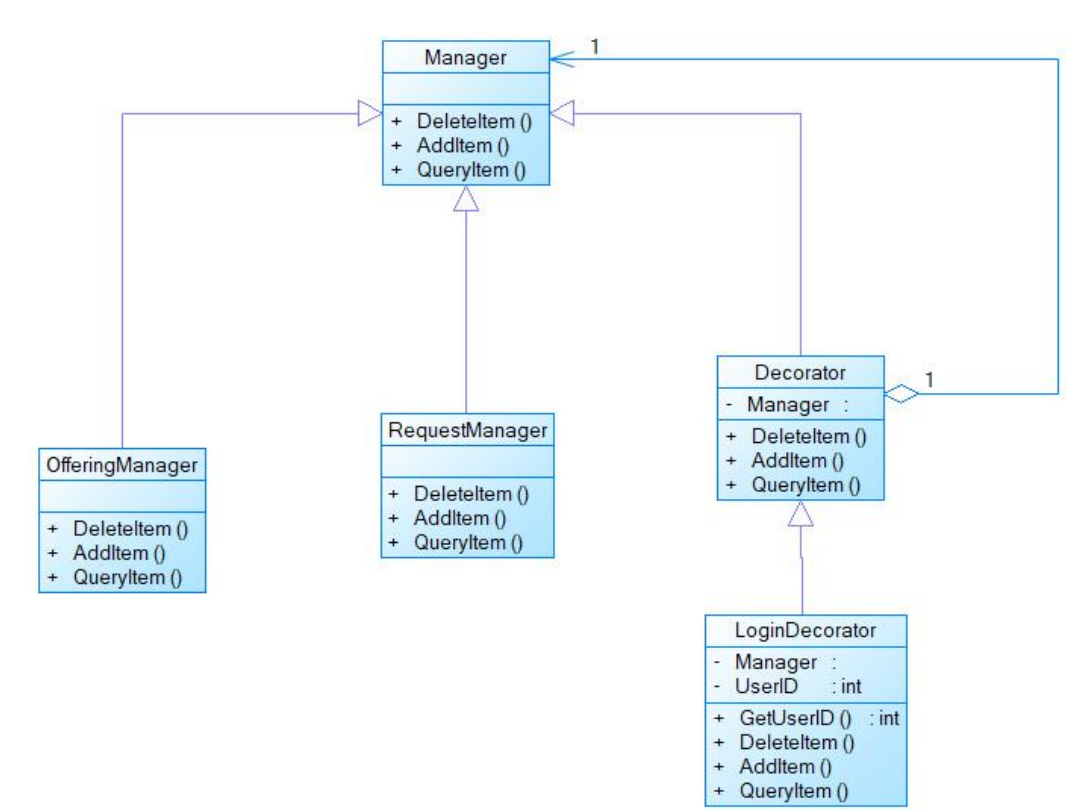 Manager
+ DeleteItem ()
+ AddItem ()
+ QueryItem ()
1
Decorator
- Manager :
+ DeleteItem ()
+ AddItem ()
+ QueryItem ()
1
RequestManager
+ DeleteItem ()
+ AddItem ()
+ QueryItem ()
OfferingManager
+ DeleteItem ()
+ AddItem ()
+ QueryItem ()
LoginDecorator
- Manager :
- UserID : int
+ GetUserID () : int
+ DeleteItem ()
+ AddItem ()
+ QueryItem ()